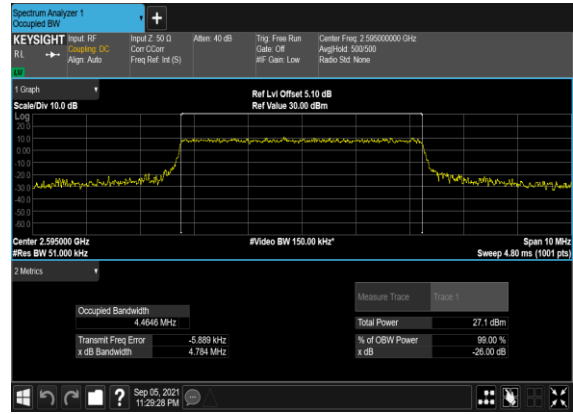 Spectrum Analyzer 1
Occupied BW
+
KEYSIGHT Input: RF Input Z: 50 Ω Atten: 40 dB Trig: Free Run Center Freq: 2.595000000 GHz
RL Coupling: DC Corr CCorr Gate: Off Avg|Hold: 500/500
Align: Auto Freq Ref: Int (S) #IF Gain: Low Radio Std: None
LXI
1 Graph
Ref Lvl Offset 5.10 dB
Scale/Div 10.0 dB Ref Value 30.00 dBm
Log
20.0
10.0
0.00
-10.0
-20.0
-30.0
-40.0
-50.0
-60.0
Center 2.595000 GHz #Video BW 150.00 kHz* Span 10 MHz
#Res BW 51.000 kHz Sweep 4.80 ms (1001 pts)
2 Metrics
Measure Trace Trace 1
Occupied Bandwidth
4.4646 MHz Total Power 27.1 dBm
Transmit Freq Error -5.889 kHz % of OBW Power 99.00 %
x dB Bandwidth 4.784 MHz x dB -26.00 dB
? Sep 05, 2021
11:29:28 PM